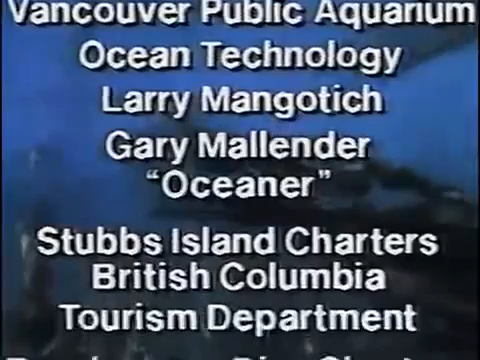 Vancouver Public Aquarium
Ocean Technology
Larry Mangotich
Gary Mallender
“Oceaner”
Stubbs Island Charters
British Columbia
Tourism Department